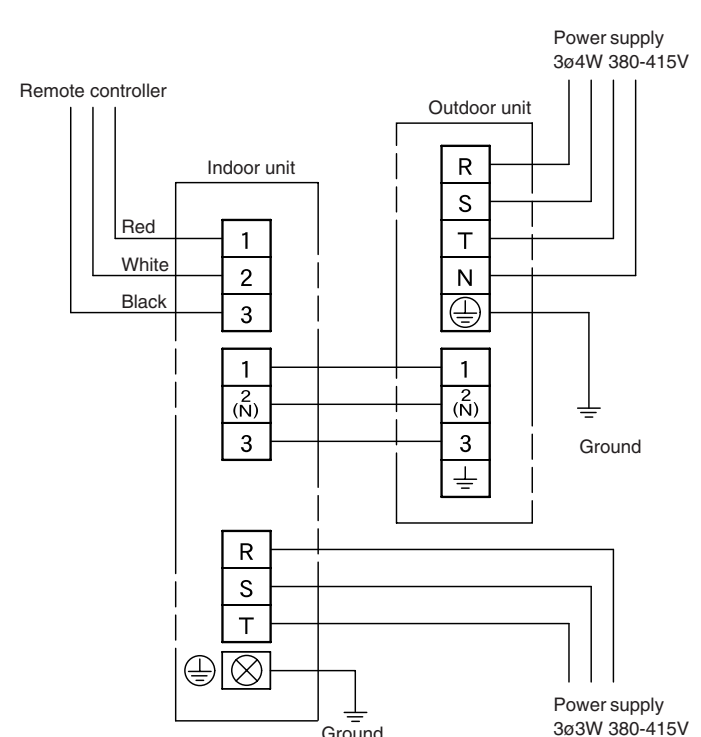 Power supply
3ø4W 380-415V
Remote controller
Outdoor unit
Indoor unit
R
S
T
N
Red
White
Black
1
2
3
1
2
(N)
3
1
2
(N)
3
Ground
R
S
T
Power supply
3ø3W 380-415V
Ground